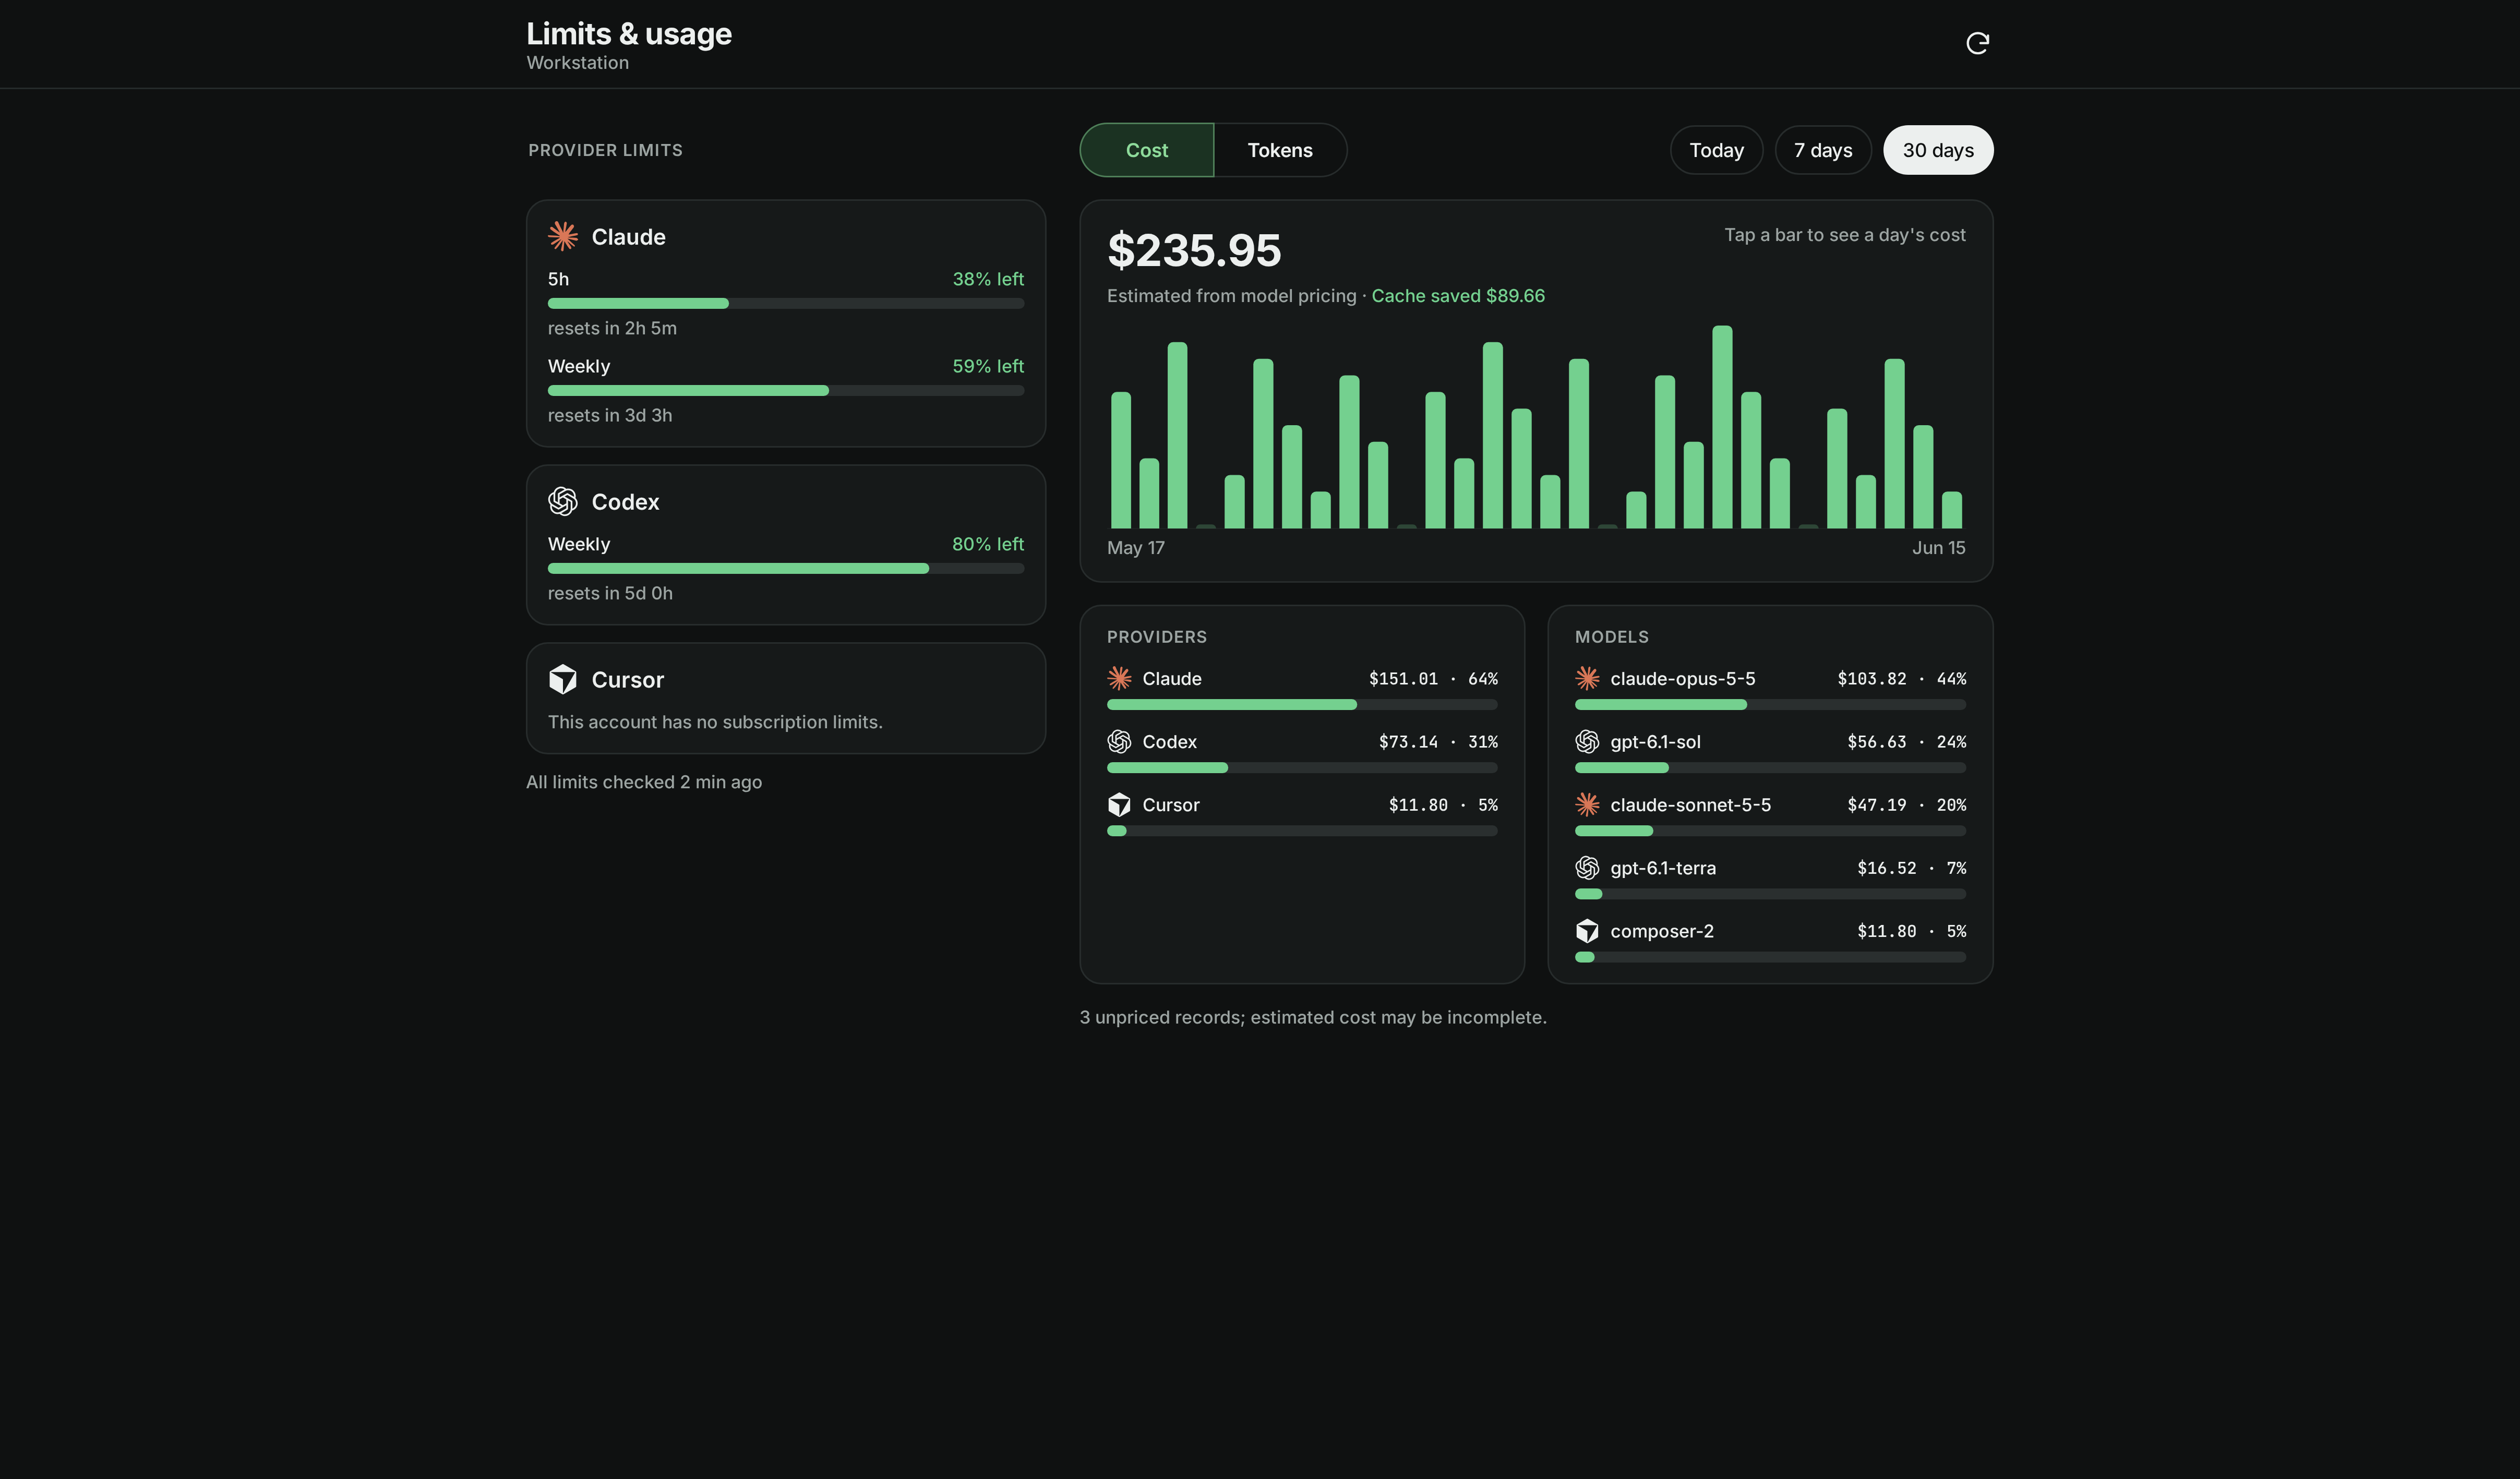 Limits & usage
Workstation
PROVIDER LIMITS
Claude
5h 38% left
resets in 2h 5m
Weekly 59% left
resets in 3d 3h
Codex
Weekly 80% left
resets in 5d 0h
Cursor
This account has no subscription limits.
All limits checked 2 min ago
Cost Tokens
Today 7 days 30 days
$235.95
Tap a bar to see a day's cost
Estimated from model pricing · Cache saved $89.66
May 17 Jun 15
PROVIDERS
Claude $151.01 · 64%
Codex $73.14 · 31%
Cursor $11.80 · 5%
MODELS
claude-opus-5-5 $103.82 · 44%
gpt-6.1-sol $56.63 · 24%
claude-sonnet-5-5 $47.19 · 20%
gpt-6.1-terra $16.52 · 7%
composer-2 $11.80 · 5%
3 unpriced records; estimated cost may be incomplete.